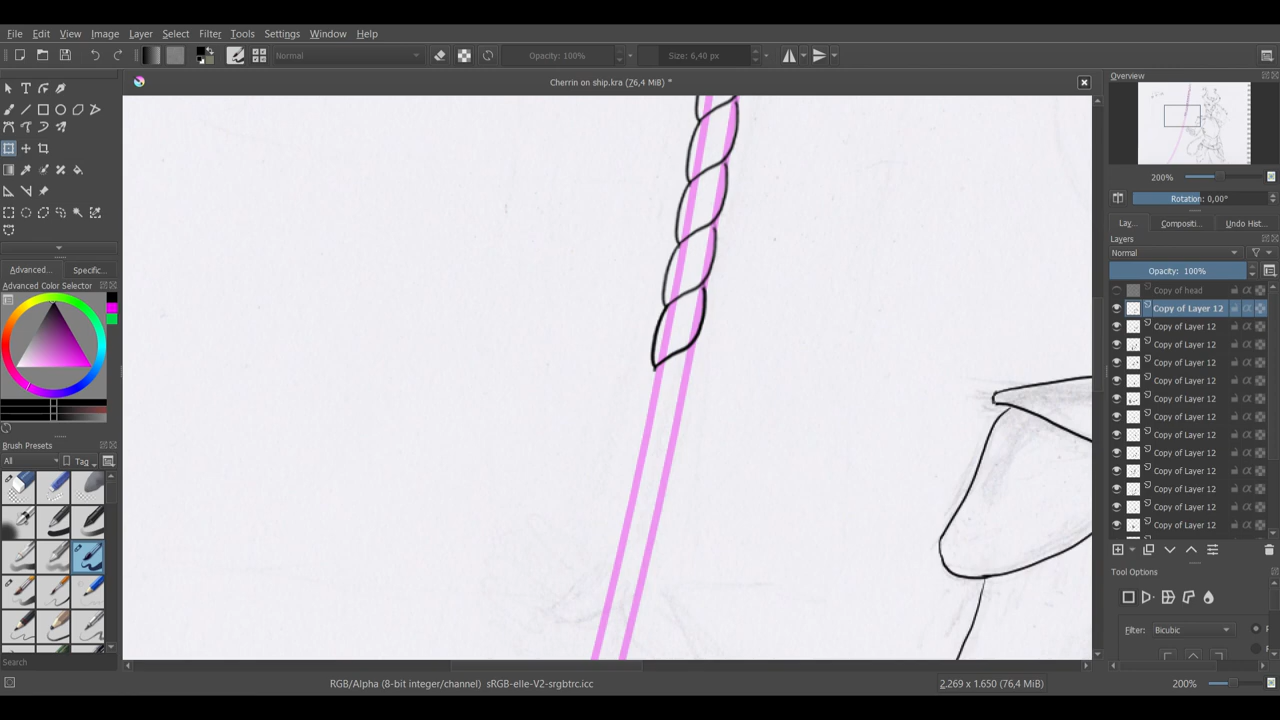 File Edit View Image Layer Select Filter Tools Settings Window Help
Normal Opacity: 100% Size: 6,40 px
Cherrin on ship.kra (76,4 MiB) *
Overview
200%
Rotation: 0,00°
Lay... Compositi... Undo Hist...
Layers
Normal
Opacity: 100%
Copy of head
Copy of Layer 12
Copy of Layer 12
Copy of Layer 12
Copy of Layer 12
Copy of Layer 12
Copy of Layer 12
Copy of Layer 12
Copy of Layer 12
Copy of Layer 12
Copy of Layer 12
Copy of Layer 12
Copy of Layer 12
Copy of Layer 12
Tool Options
Filter: Bicubic
Advanced... Specific...
Advanced Color Selector
Brush Presets
All Tag
Search
RGB/Alpha (8-bit integer/channel) sRGB-elle-V2-srgbtrc.icc
2.269 x 1.650 (76,4 MiB)
200%